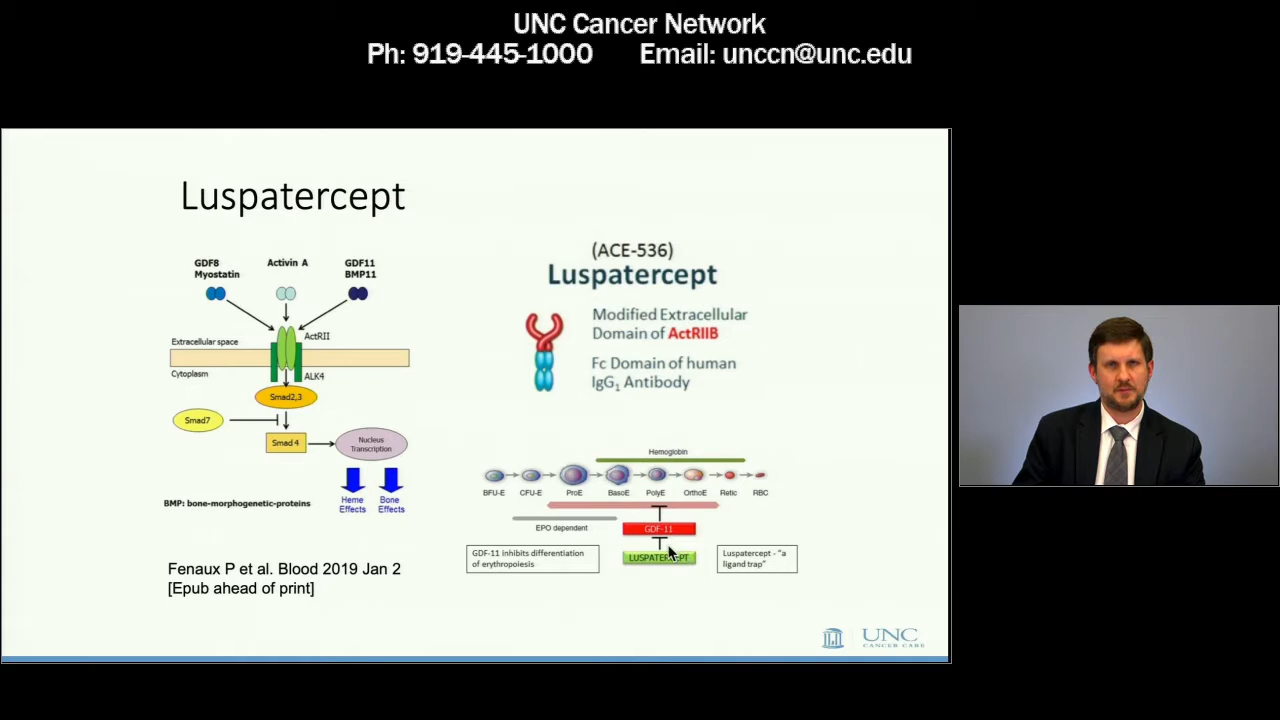 UNC Cancer Network
Ph: 919-445-1000 Email: unccn@unc.edu
Luspatercept
GDF8
Myostatin
Activin A
GDF11
BMP11
ActRII
Extracellular space
Cytoplasm
ALK4
Smad2,3
Smad7
Smad 4
Nucleus
Transcription
Heme
Effects
Bone
Effects
BMP: bone-morphogenetic-proteins
Fenaux P et al. Blood 2019 Jan 2
[Epub ahead of print]
(ACE-536)
Luspatercept
Modified Extracellular
Domain of ActRIIB
Fc Domain of human
IgG1 Antibody
Hemoglobin
BFU-E CFU-E ProE BasoE PolyE OrthoE Retic RBC
EPO dependent
GDF-11
LUSPATERCEPT
GDF-11 inhibits differentiation
of erythropoiesis
Luspatercept - "a
ligand trap"
UNC
CANCER CARE